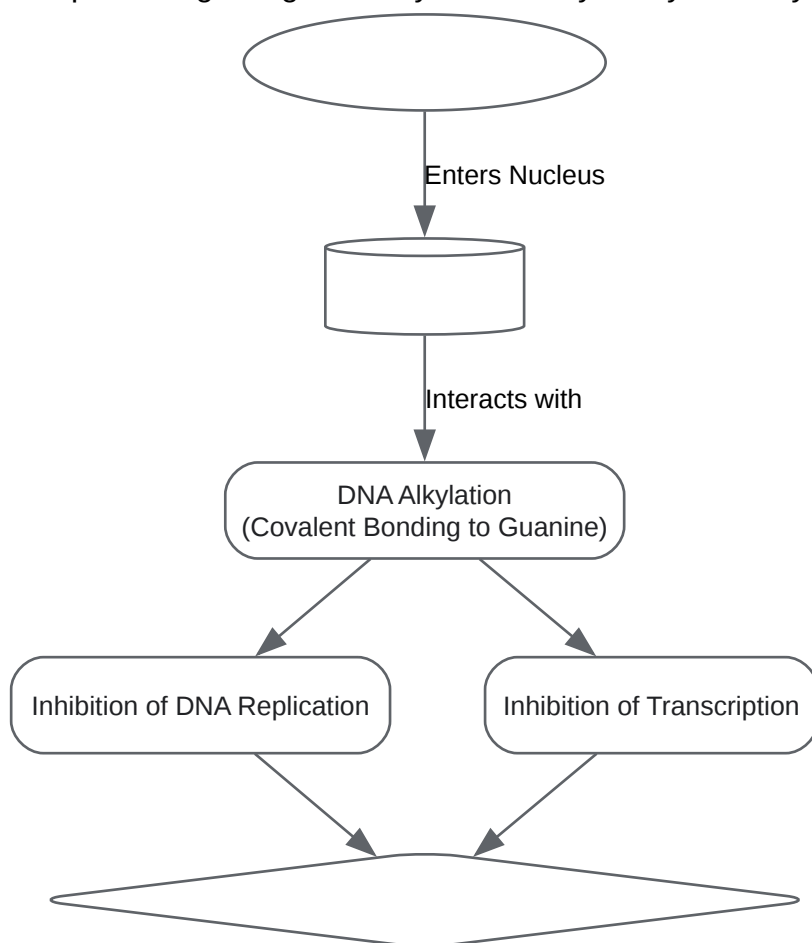 Enters Nucleus
Interacts with
DNA Alkylation
(Covalent Bonding to Guanine)
Inhibition of DNA Replication
Inhibition of Transcription